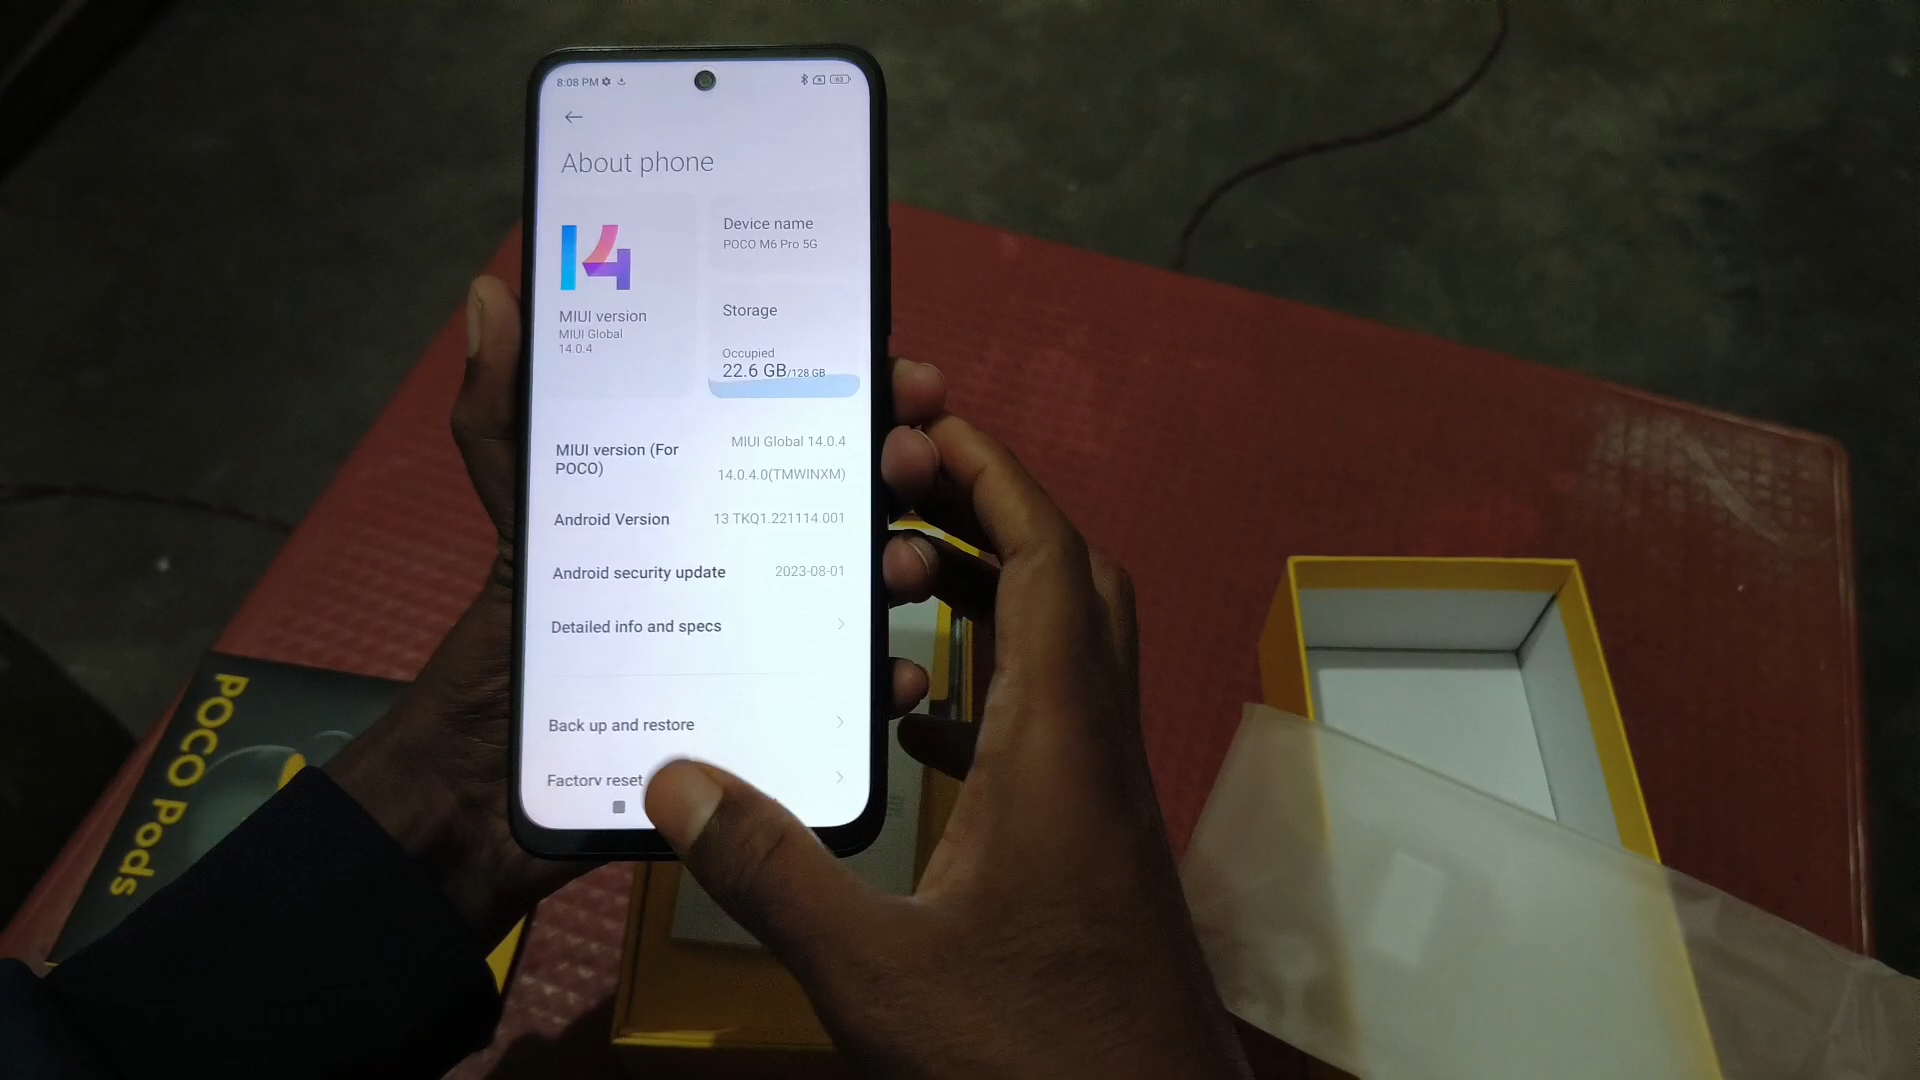 8:08 PM
63
About phone
14
Device name
POCO M6 Pro 5G
MIUI version
MIUI Global
14.0.4
Storage
Occupied
22.6 GB/128 GB
MIUI version (For
POCO)
MIUI Global 14.0.4
14.0.4.0(TMWINXM)
Android Version
13 TKQ1.221114.001
Android security update
2023-08-01
Detailed info and specs
Back up and restore
Factory reset
POCO Pods